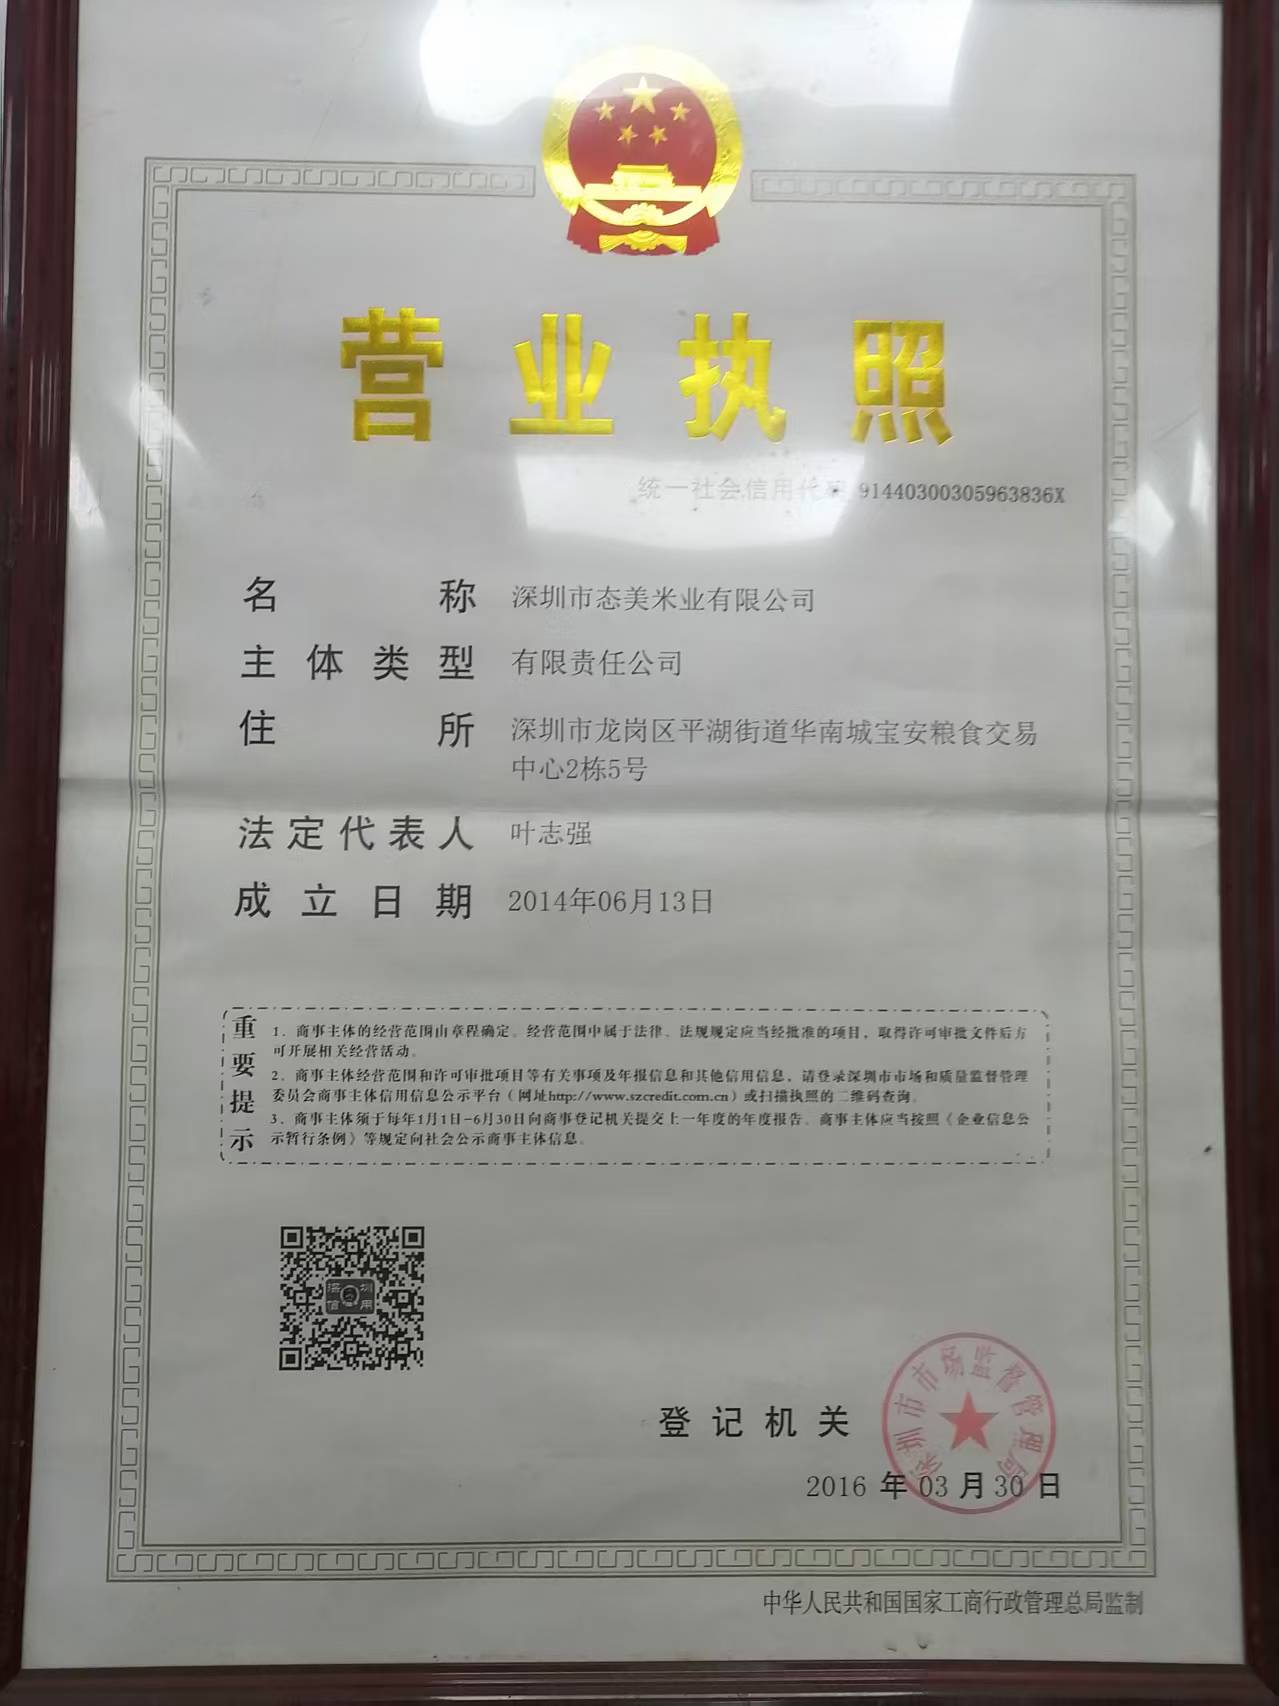 营业执照
统一社会信用代码 91440300305963836X
名称 深圳市态美米业有限公司
主体类型 有限责任公司
住所 深圳市龙岗区平湖街道华南城宝安粮食交易
中心2栋5号
法定代表人 叶志强
成立日期 2014年06月13日
重要提示
1．商事主体的经营范围由章程确定。经营范围中属于法律、法规规定应当经批准的项目，取得许可审批文件后方
可开展相关经营活动。
2．商事主体经营范围和许可审批项目等有关事项及年报信息和其他信用信息，请登录深圳市市场和质量监督管理
委员会商事主体信用信息公示平台（网址http://www.szcredit.com.cn）或扫描执照的二维码查询。
3．商事主体须于每年1月1日-6月30日向商事登记机关提交上一年度的年度报告。商事主体应当按照《企业信息公
示暂行条例》等规定向社会公示商事主体信息。
深圳
信用
登记机关
深圳市市场监督管理局
2016 年 03 月 30 日
中华人民共和国国家工商行政管理总局监制